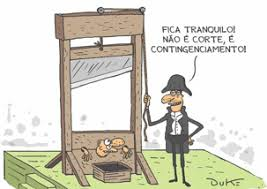 FICA TRANQUILO!
NÃO É CORTE, É
CONTINGENCIAMENTO!
DUKE